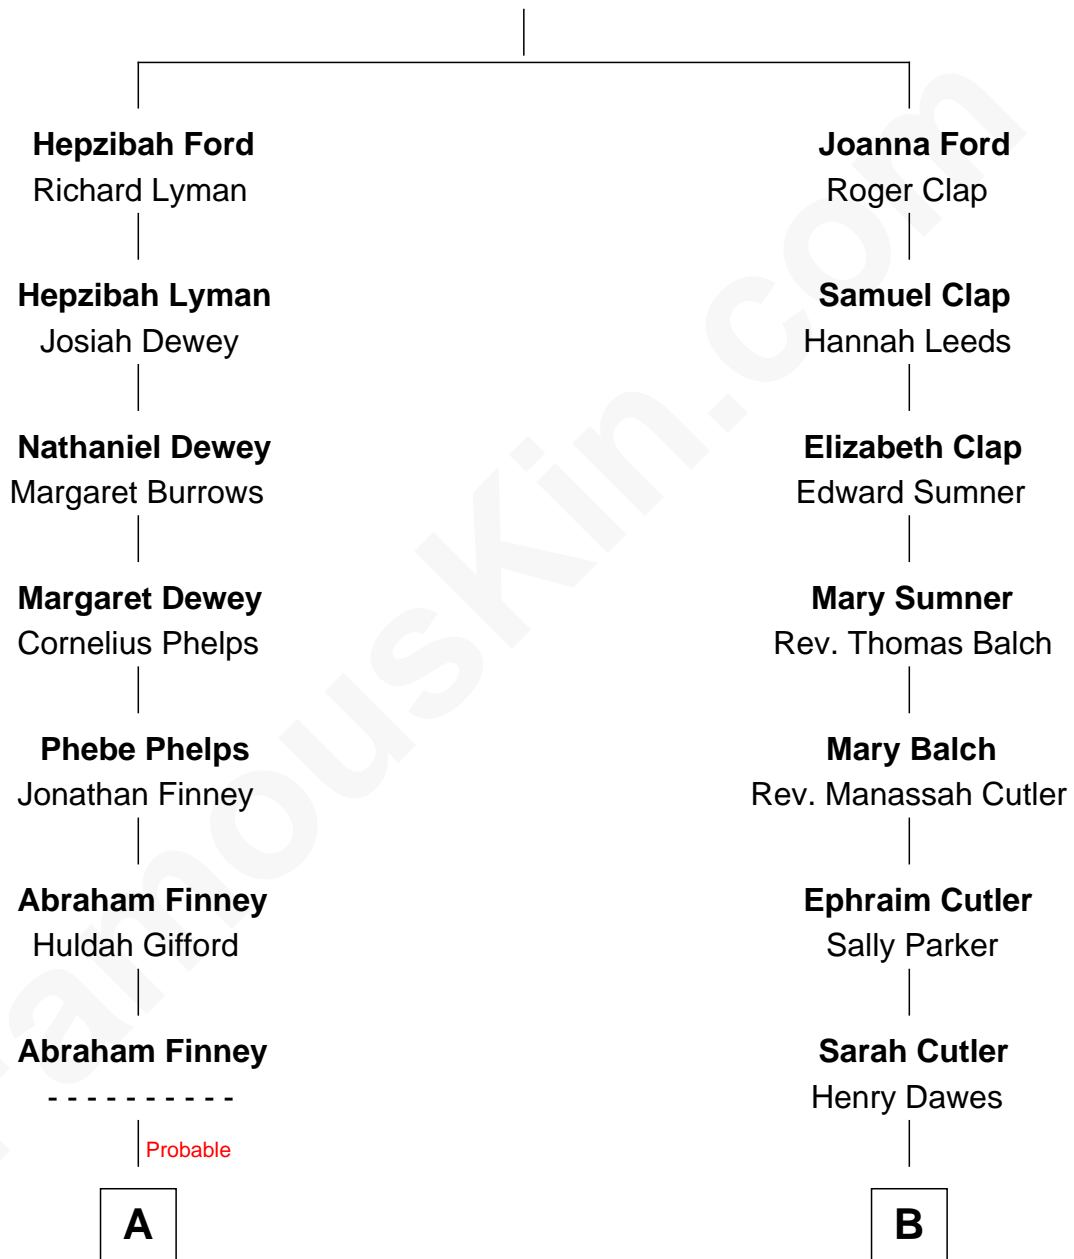 Hepzibah Ford
Richard Lyman
Joanna Ford
Roger Clap
Hepzibah Lyman
Josiah Dewey
Samuel Clap
Hannah Leeds
Nathaniel Dewey
Margaret Burrows
Elizabeth Clap
Edward Sumner
Margaret Dewey
Cornelius Phelps
Mary Sumner
Rev. Thomas Balch
Phebe Phelps
Jonathan Finney
Mary Balch
Rev. Manassah Cutler
Abraham Finney
Huldah Gifford
Ephraim Cutler
Sally Parker
Abraham Finney
- - - - - - - - - -
Sarah Cutler
Henry Dawes
Probable
A
B
FamousKin.com